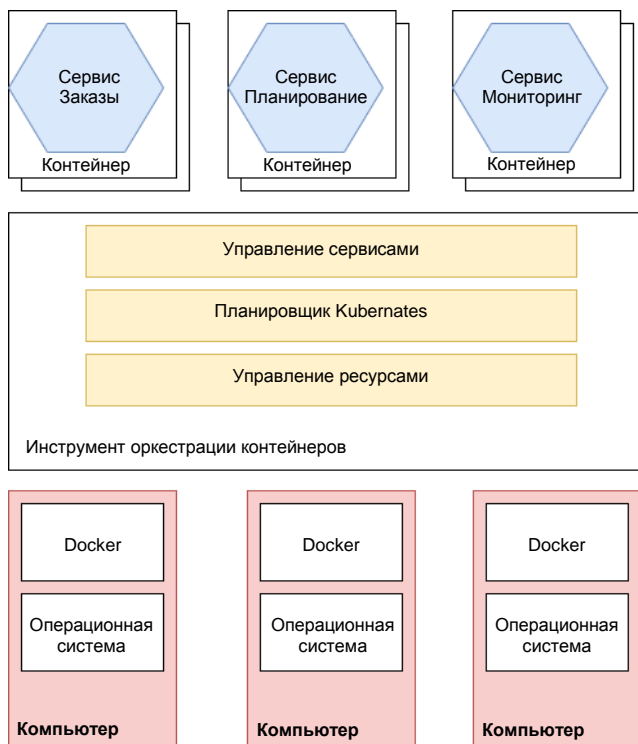 Сервис
Заказы
Контейнер
Сервис
Планирование
Контейнер
Сервис
Мониторинг
Контейнер
Управление сервисами
Планировщик Kubernates
Управление ресурсами
Инструмент оркестрации контейнеров
Docker
Операционная
система
Компьютер
Docker
Операционная
система
Компьютер
Docker
Операционная
система
Компьютер